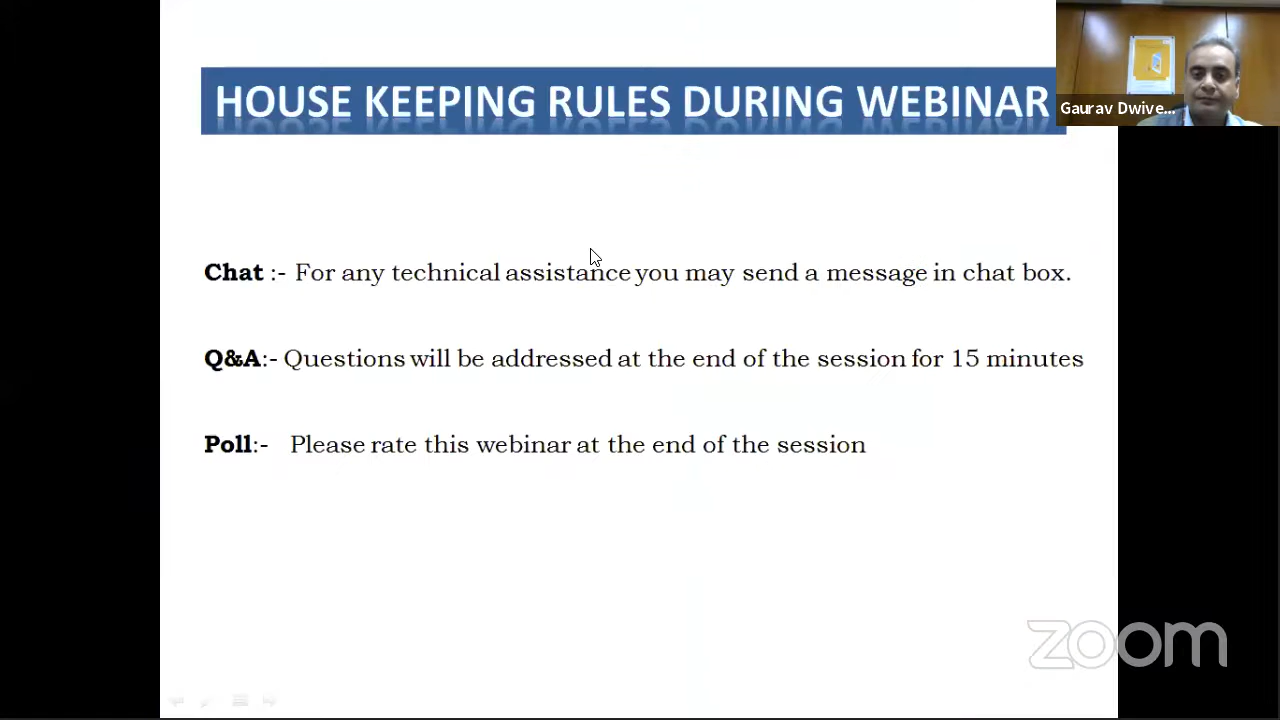 HOUSE KEEPING RULES DURING WEBINAR
Gaurav Dwive...
Chat :- For any technical assistance you may send a message in chat box.
Q&A:- Questions will be addressed at the end of the session for 15 minutes
Poll:- Please rate this webinar at the end of the session
zoom